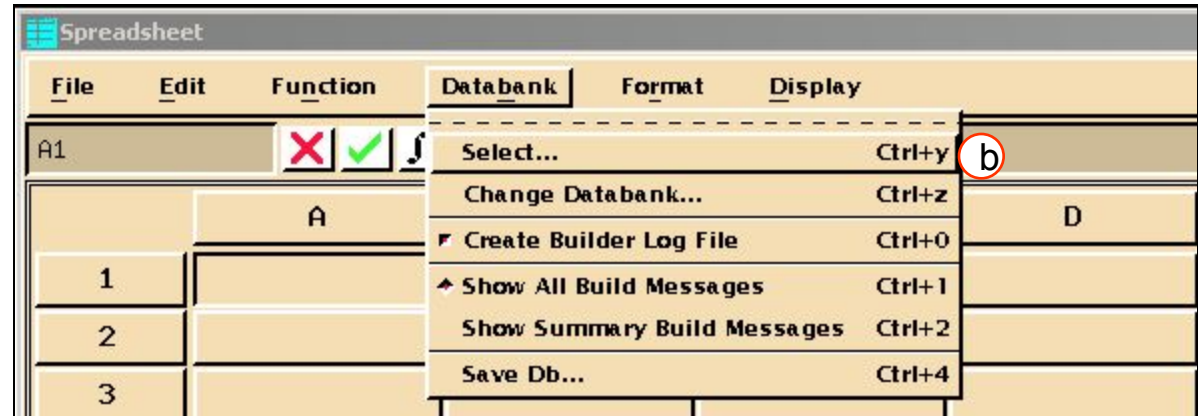 Spreadsheet
File Edit Function Databank Format Display
A1
Select... Ctrl+y b
Change Databank... Ctrl+z
A D
Create Builder Log File Ctrl+0
1 Show All Build Messages Ctrl+1
2 Show Summary Build Messages Ctrl+2
3 Save Db... Ctrl+4